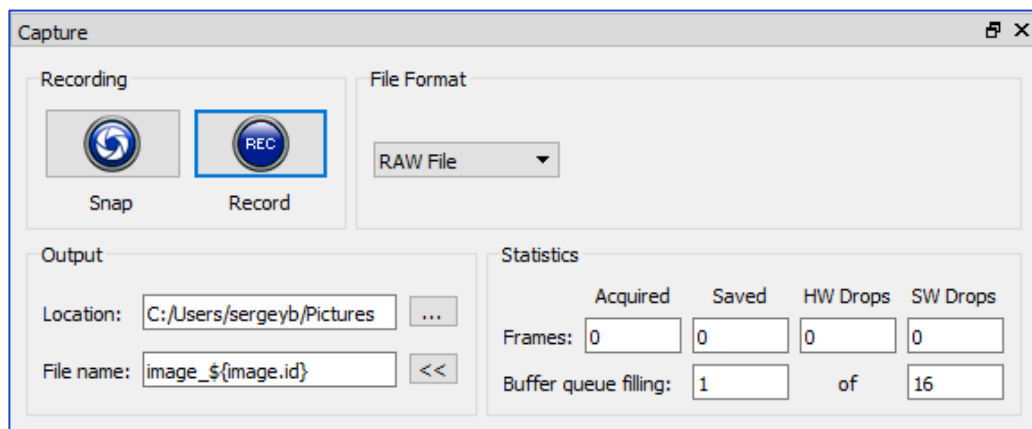 Capture
Recording
File Format
REC
RAW File
Snap Record
Output
Statistics
Acquired Saved HW Drops SW Drops
Location: C:/Users/sergeyb/Pictures ...
Frames: 0 0 0 0
File name: image_${image.id} <<
Buffer queue filling: 1 of 16